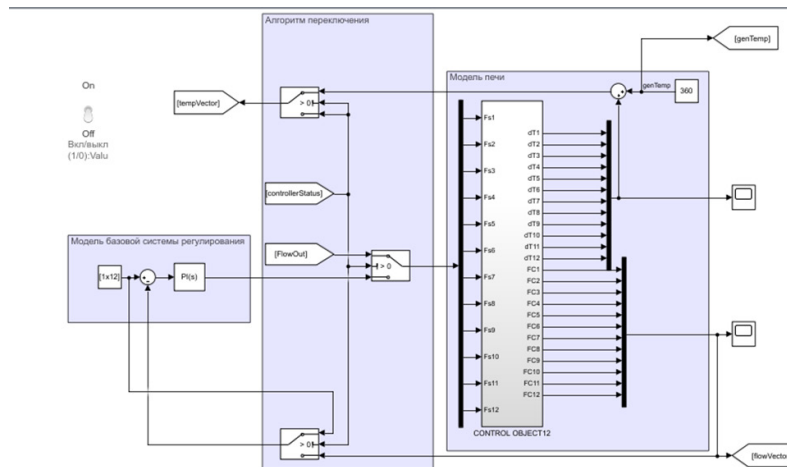 Алгоритм переключения
[genTemp]
On
[tempVector]
> 0
Модель печи
genTemp
360
Off
Вкл/выкл
(1/0):Valu
Fs1
Fs2
Fs3
Fs4
Fs5
Fs6
Fs7
Fs8
Fs9
Fs10
Fs11
Fs12
dT1
dT2
dT3
dT4
dT5
dT6
dT7
dT8
dT9
dT10
dT11
dT12
FC1
FC2
FC3
FC4
FC5
FC6
FC7
FC8
FC9
FC10
FC11
FC12
CONTROL OBJECT12
[controllerStatus]
[FlowOut]
> 0
Модель базовой системы регулирования
[1x12]
PI(s)
> 0
[flowVector